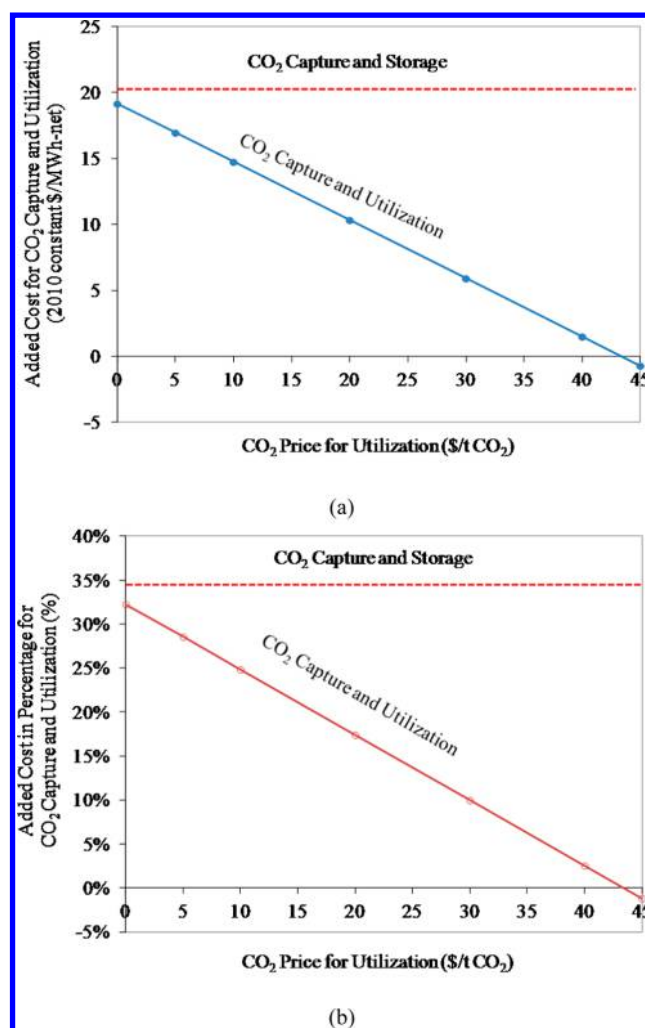 Added Cost for CO₂ Capture and Utilization
(2010 constant $/MWh-net)
25
20
15
10
5
0
-5
CO₂ Capture and Storage
CO₂ Capture and Utilization
0 5 10 15 20 25 30 35 40 45
CO₂ Price for Utilization ($/t CO₂)
(a)
Added Cost in Percentage for
CO₂ Capture and Utilization (%)
40%
35%
30%
25%
20%
15%
10%
5%
0%
-5%
CO₂ Capture and Storage
CO₂ Capture and Utilization
0 5 10 15 20 25 30 35 40 45
CO₂ Price for Utilization ($/t CO₂)
(b)